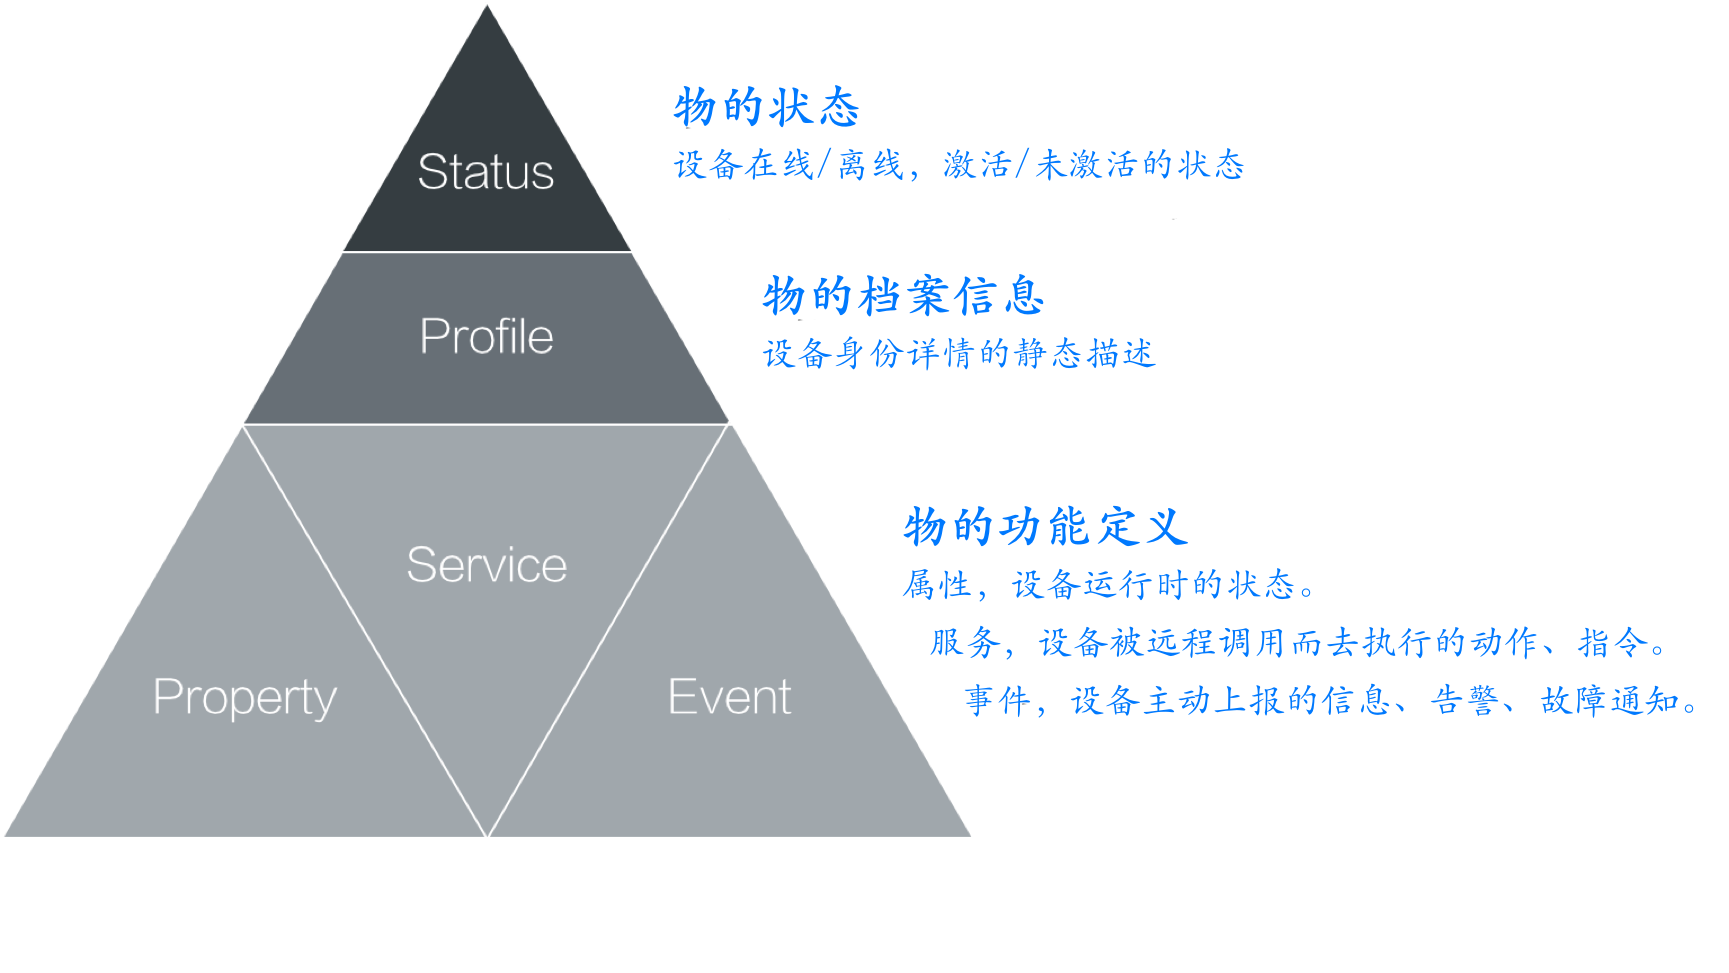 Status
物的状态
设备在线/离线，激活/未激活的状态
Profile
物的档案信息
设备身份详情的静态描述
Service
Property
Event
物的功能定义
属性，设备运行时的状态。
服务，设备被远程调用而去执行的动作、指令。
事件，设备主动上报的信息、告警、故障通知。